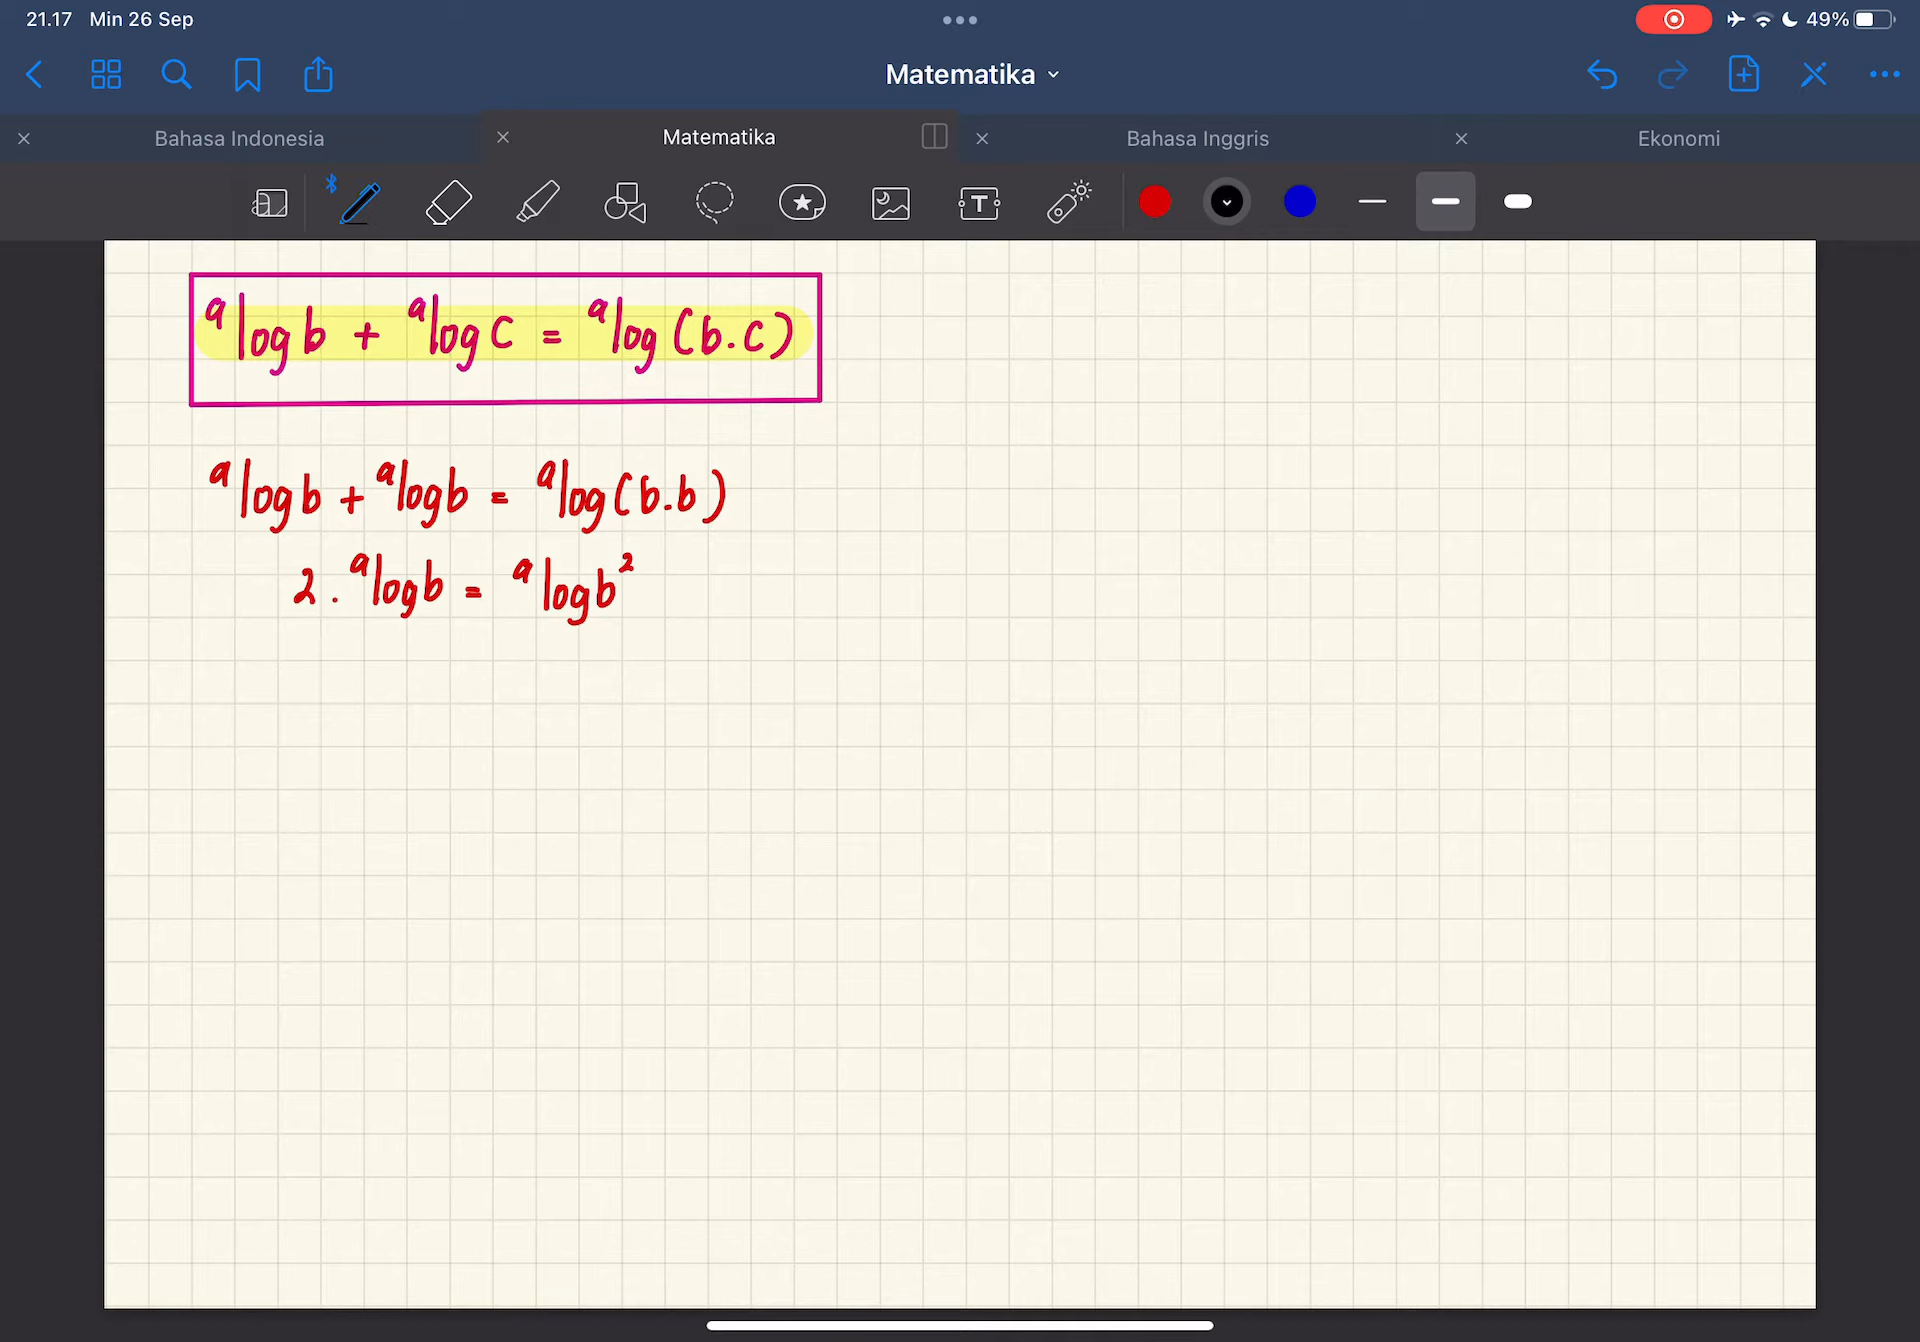 21.17 Min 26 Sep
49%
Matematika
Bahasa Indonesia
Matematika
Bahasa Inggris
Ekonomi
T
ᵃlog b + ᵃlog c = ᵃlog (b.c)
ᵃlog b + ᵃlog b = ᵃlog (b.b)
2. ᵃlog b = ᵃlog b²